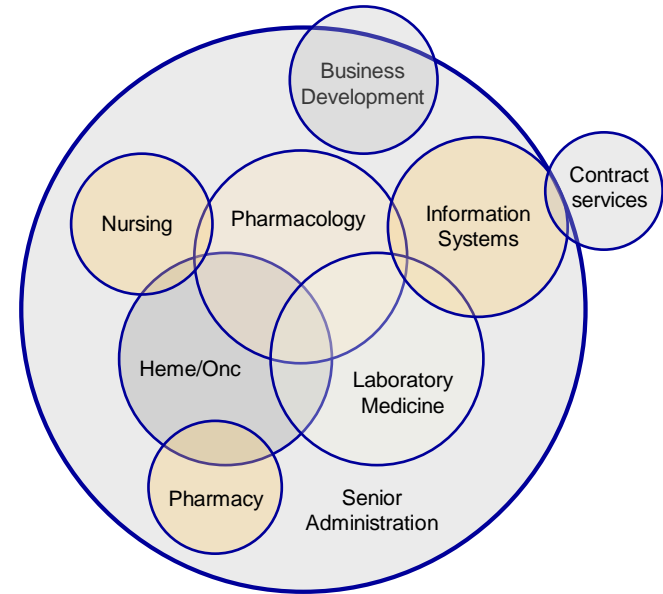 Business
Development
Contract
services
Nursing
Pharmacology
Information
Systems
Heme/Onc
Laboratory
Medicine
Pharmacy
Senior
Administration